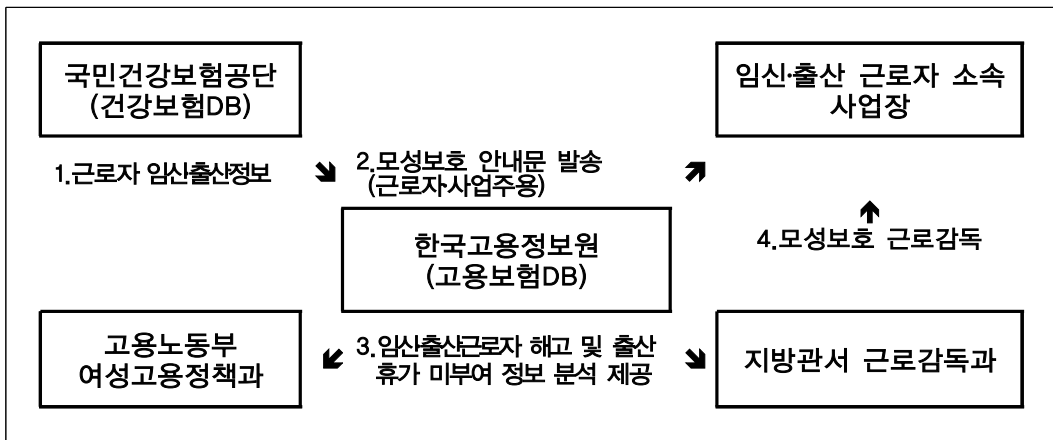 국민건강보험공단
(건강보험DB)
임신·출산 근로자 소속
사업장
1.근로자 임신·출산정보
2.모성보호 안내문 발송
(근로자·사업주용)
한국고용정보원
(고용보험DB)
4.모성보호 근로감독
고용노동부
여성고용정책과
3.임신·출산근로자 해고 및 출산
휴가 미부여 정보 분석 제공
지방관서 근로감독과